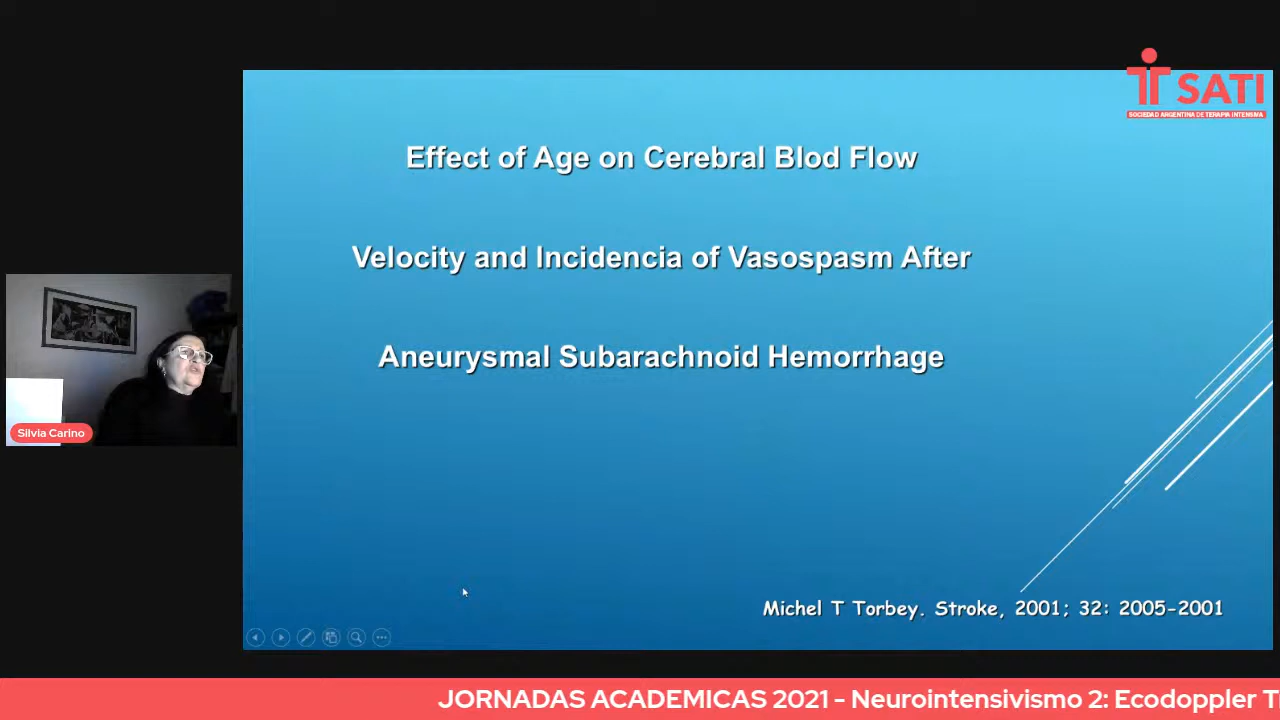 SATI
SOCIEDAD ARGENTINA DE TERAPIA INTENSIVA
Effect of Age on Cerebral Blod Flow
Velocity and Incidencia of Vasospasm After
Aneurysmal Subarachnoid Hemorrhage
Silvia Carino
Michel T Torbey. Stroke, 2001; 32: 2005-2001
JORNADAS ACADEMICAS 2021 - Neurointensivismo 2: Ecodoppler T